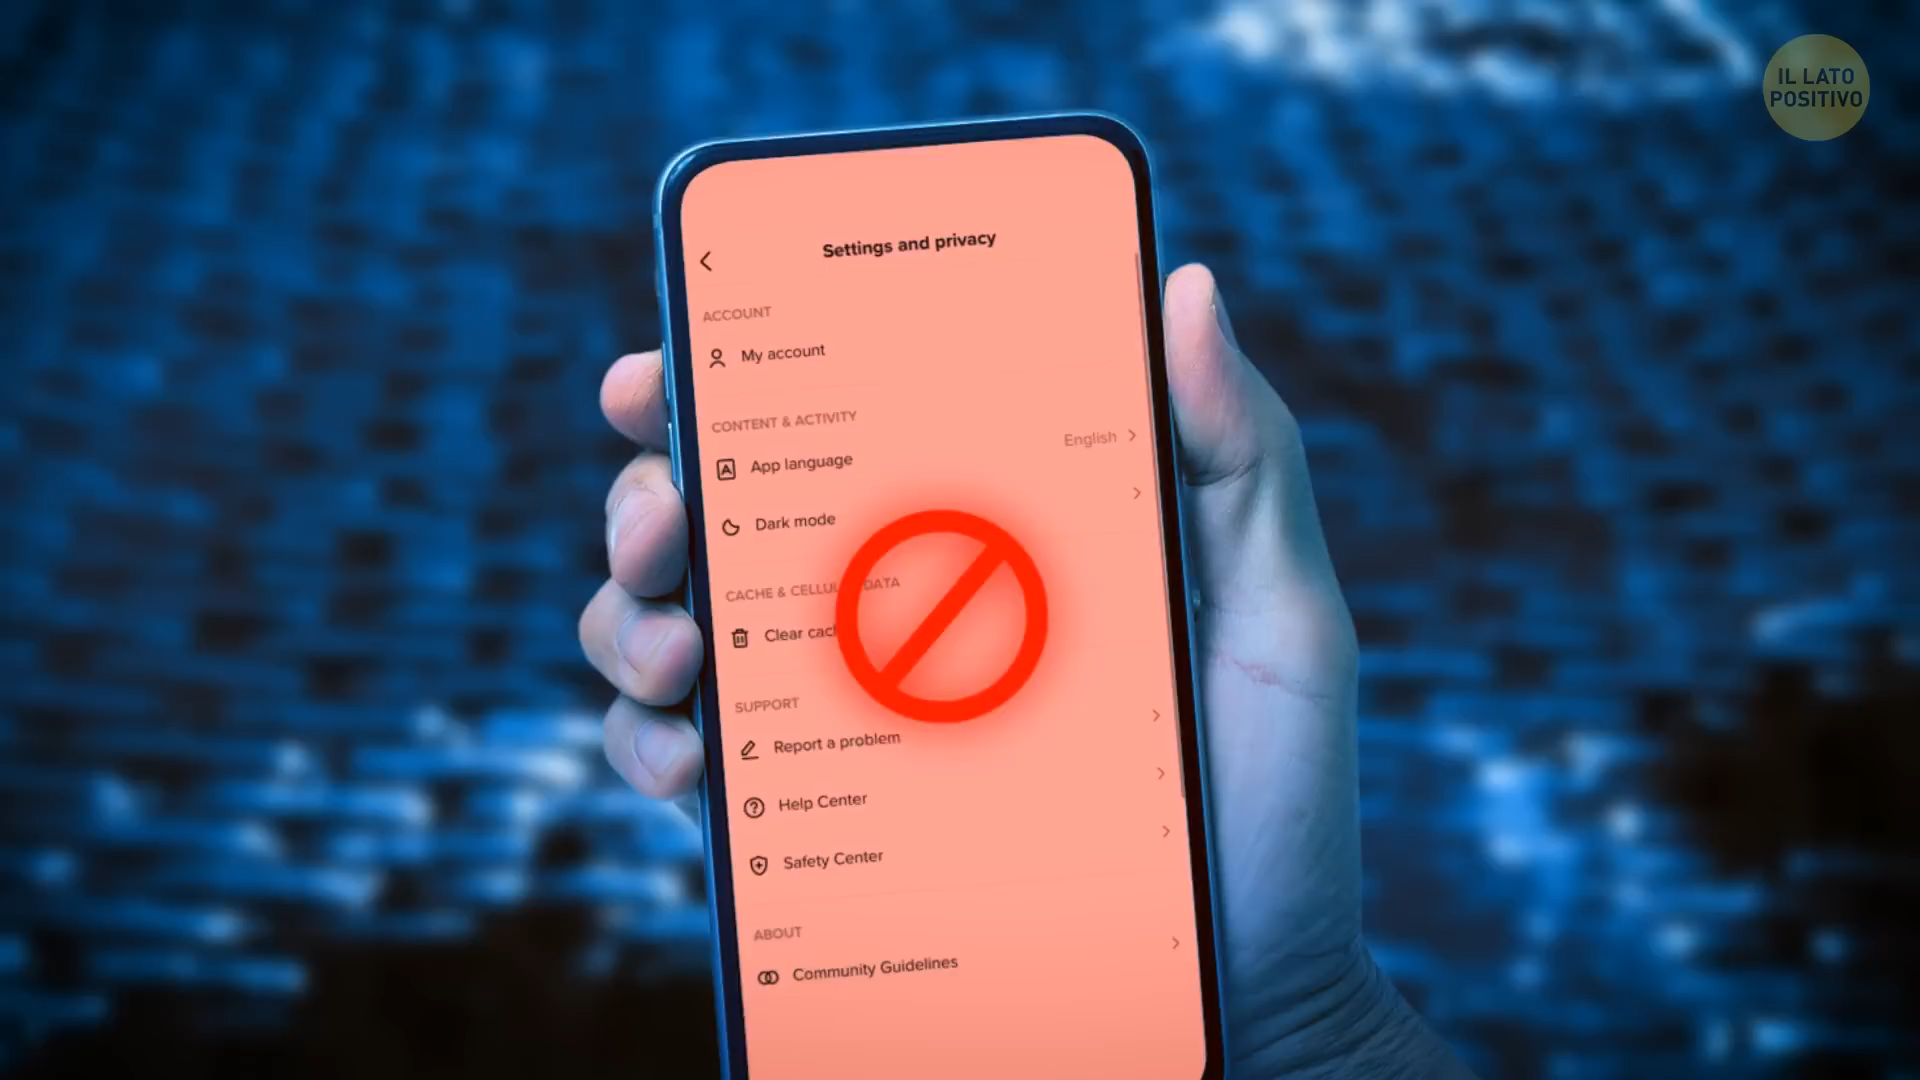 IL LATO
POSITIVO
Settings and privacy
ACCOUNT
My account
CONTENT & ACTIVITY
App language
English
Dark mode
CACHE & CELLUL DATA
Clear cac
SUPPORT
Report a problem
Help Center
Safety Center
ABOUT
Community Guidelines